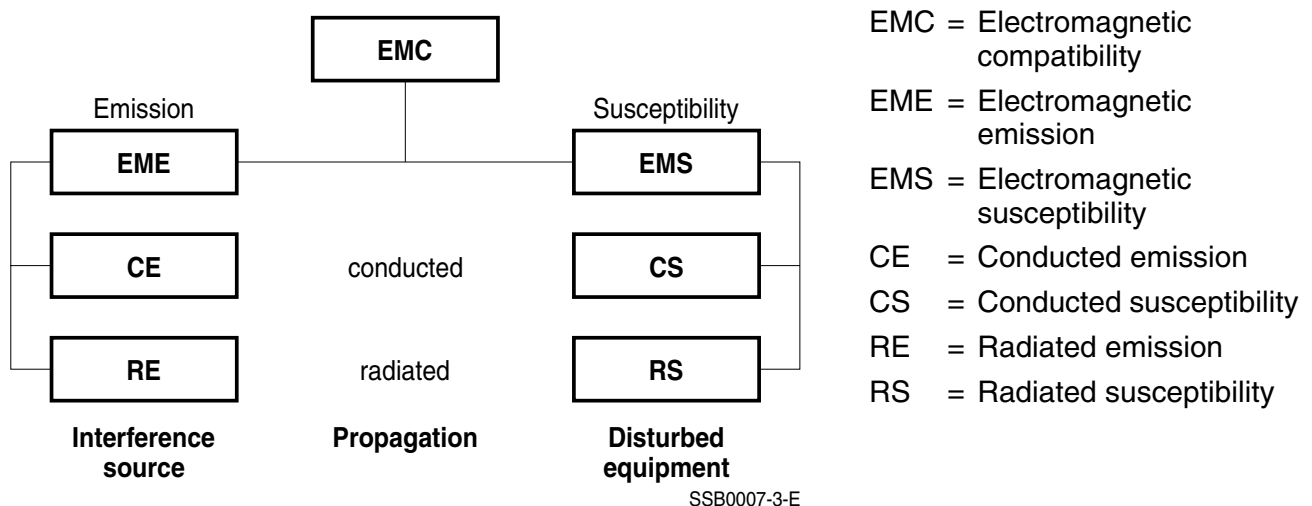 EMC
Emission
Susceptibility
EME
EMS
CE
conducted
CS
RE
radiated
RS
Interference
source
Propagation
Disturbed
equipment
SSB0007-3-E
EMC = Electromagnetic
compatibility
EME = Electromagnetic
emission
EMS = Electromagnetic
susceptibility
CE = Conducted emission
CS = Conducted susceptibility
RE = Radiated emission
RS = Radiated susceptibility